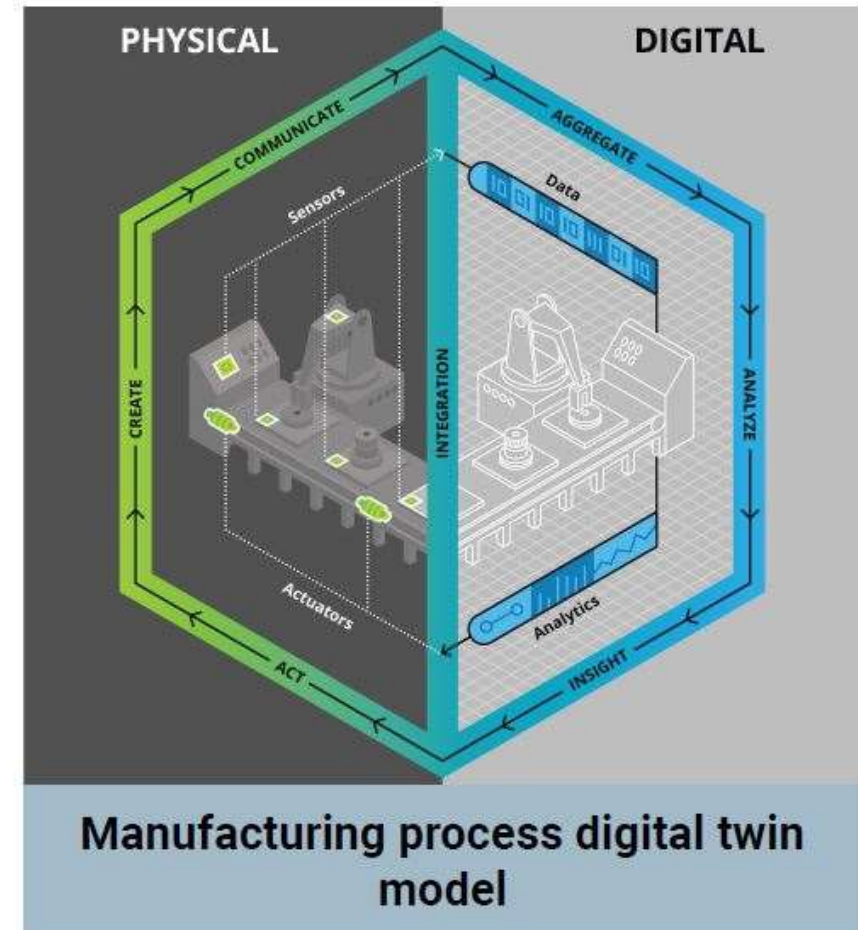 PHYSICAL
DIGITAL
COMMUNICATE
AGGREGATE
Sensors
Data
CREATE
INTEGRATION
ANALYZE
Actuators
Analytics
ACT
INSIGHT
Manufacturing process digital twin
model